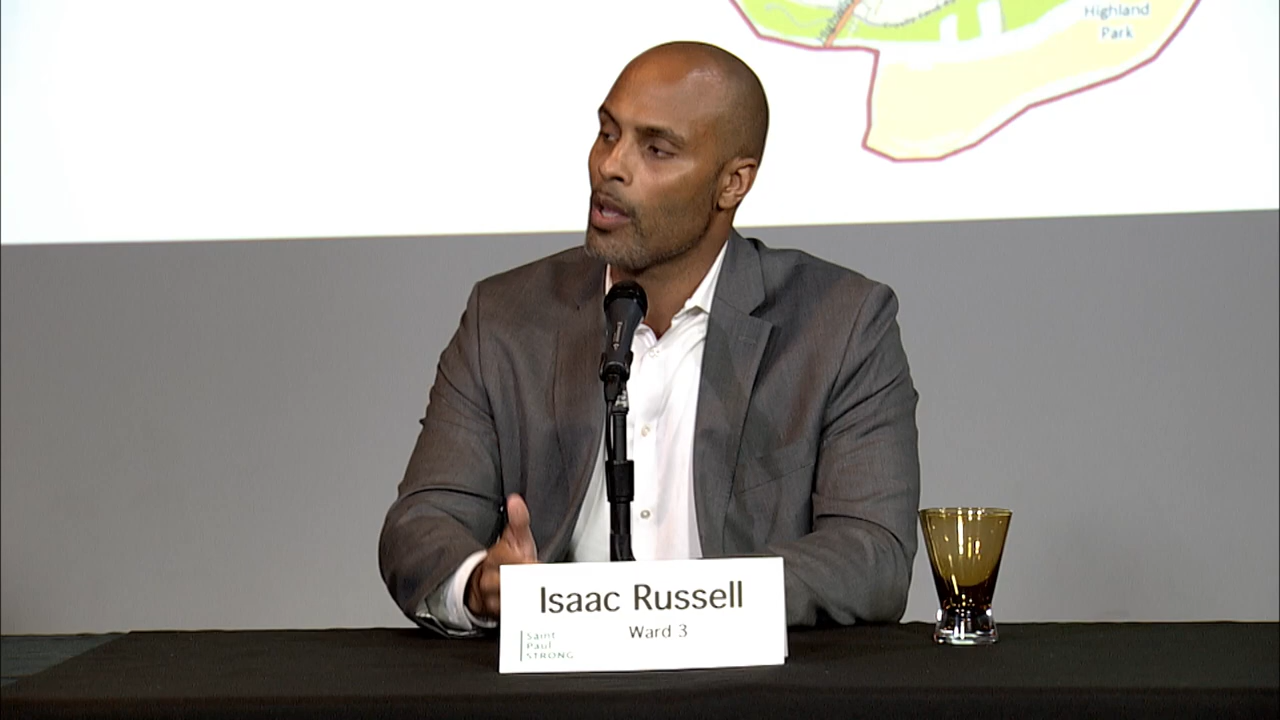 Highland
Park
Isaac Russell
Ward 3
Saint
Paul
STRONG